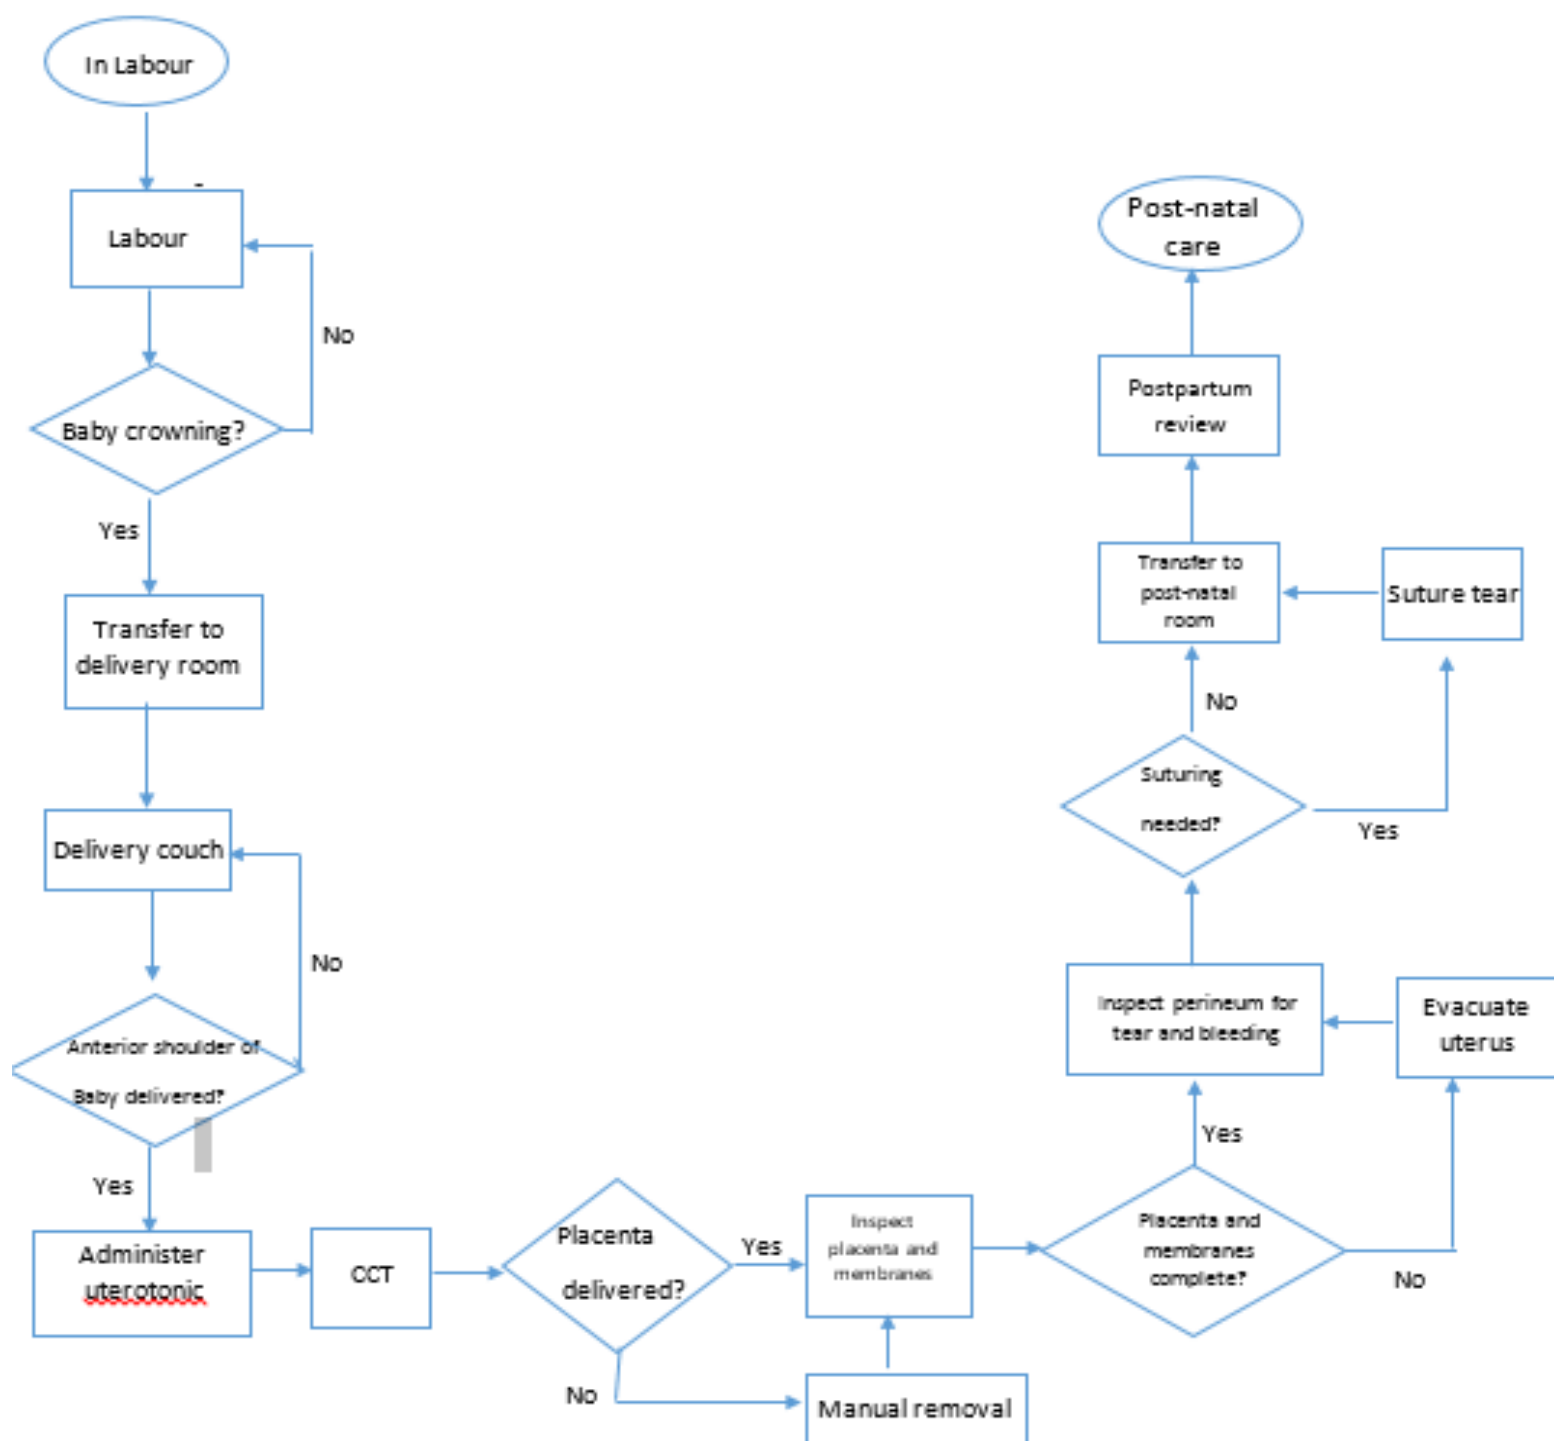 In Labour
Labour
No
Baby crowning?
Yes
Transfer to
delivery room
Delivery couch
No
Anterior shoulder of
Baby delivered?
Yes
Administer
uterotonic
CCT
Placenta
delivered?
Yes
No
Manual removal
Inspect
placenta and
membranes
Placenta and
membranes
complete?
No
Yes
Evacuate
uterus
Inspect perineum for
tear and bleeding
Suturing
needed?
Yes
No
Suture tear
Transfer to
post-natal
room
Postpartum
review
Post-natal
care